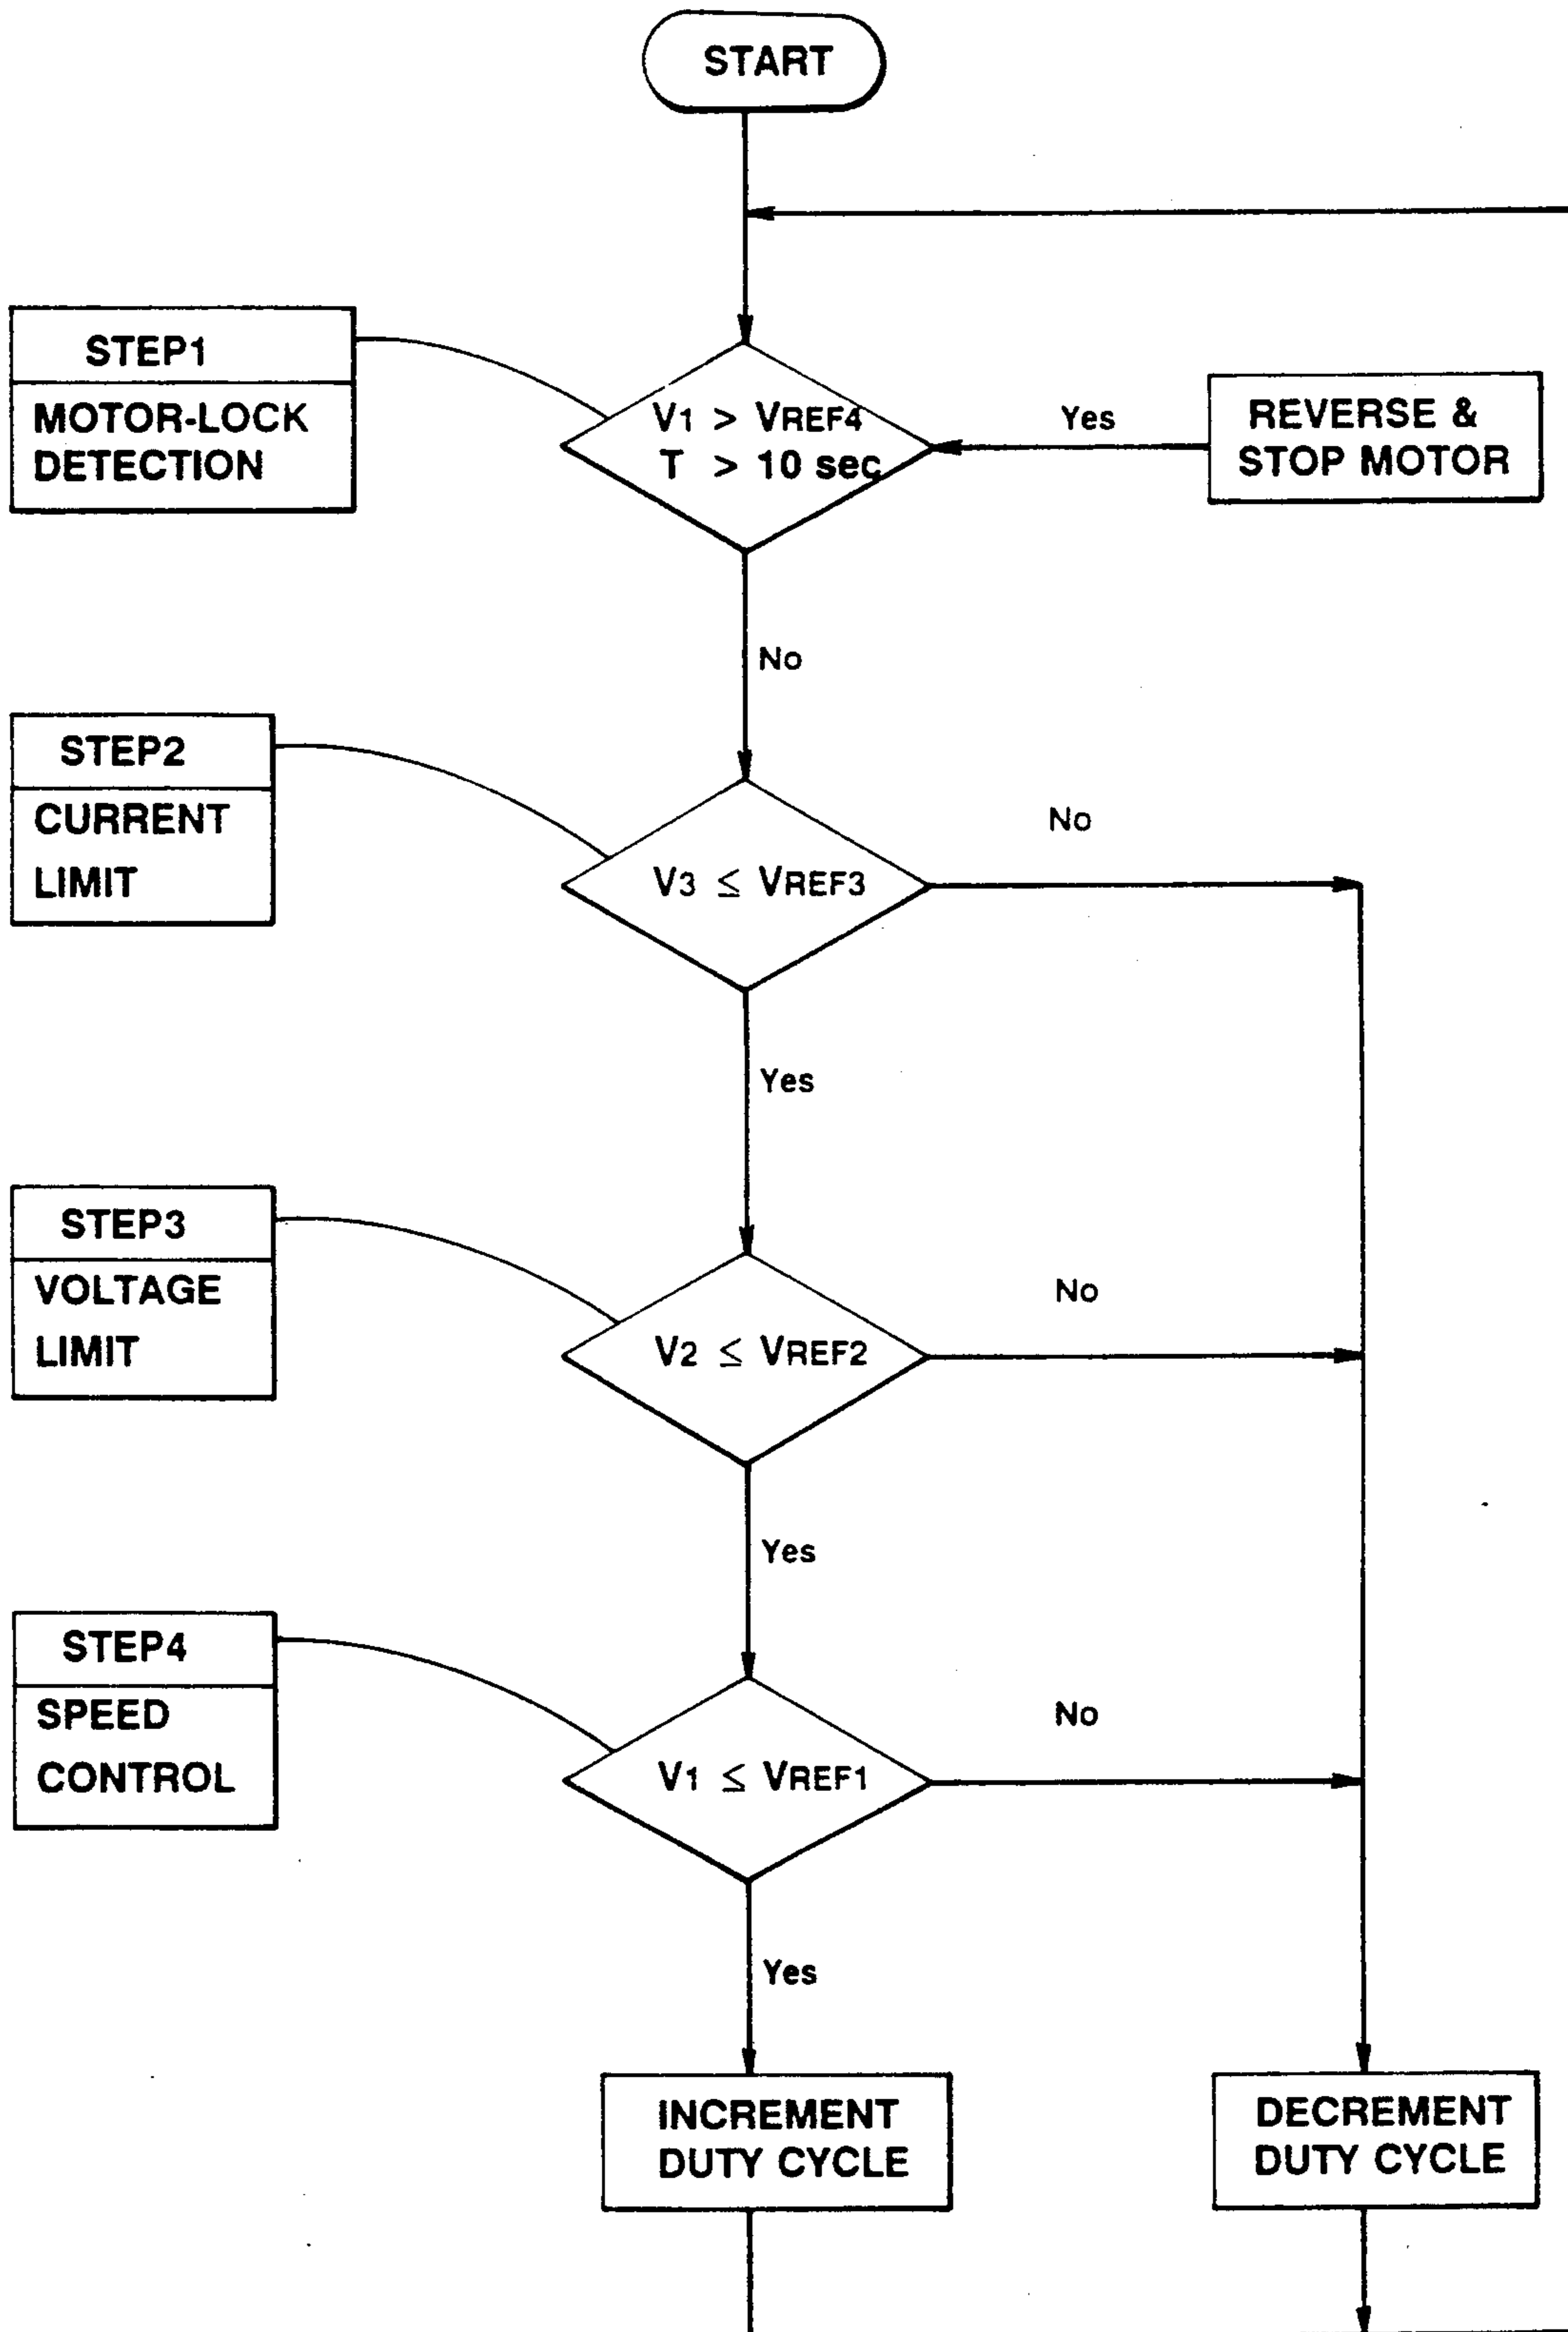 START
STEP1
MOTOR-LOCK
DETECTION
V1 > VREF4
T > 10 sec
Yes
REVERSE &
STOP MOTOR
No
STEP2
CURRENT
LIMIT
V3 ≤ VREF3
No
Yes
STEP3
VOLTAGE
LIMIT
V2 ≤ VREF2
No
Yes
STEP4
SPEED
CONTROL
V1 ≤ VREF1
No
Yes
INCREMENT
DUTY CYCLE
DECREMENT
DUTY CYCLE